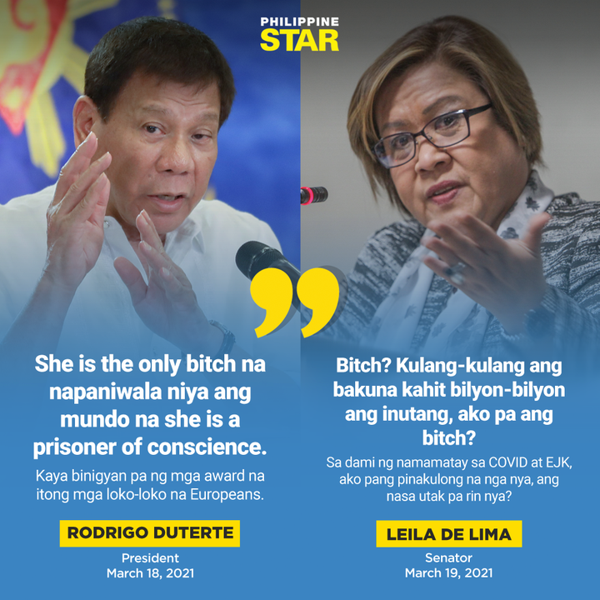 PHILIPPINE
STAR
She is the only bitch na
napaniwala niya ang
mundo na she is a
prisoner of conscience.
Kaya binigyan pa ng mga award na
itong mga loko-loko na Europeans.
RODRIGO DUTERTE
President
March 18, 2021
Bitch? Kulang-kulang ang
bakuna kahit bilyon-bilyon
ang inutang, ako pa ang
bitch?
Sa dami ng namamatay sa COVID at EJK,
ako pang pinakulong na nga nya, ang
nasa utak pa rin nya?
LEILA DE LIMA
Senator
March 19, 2021